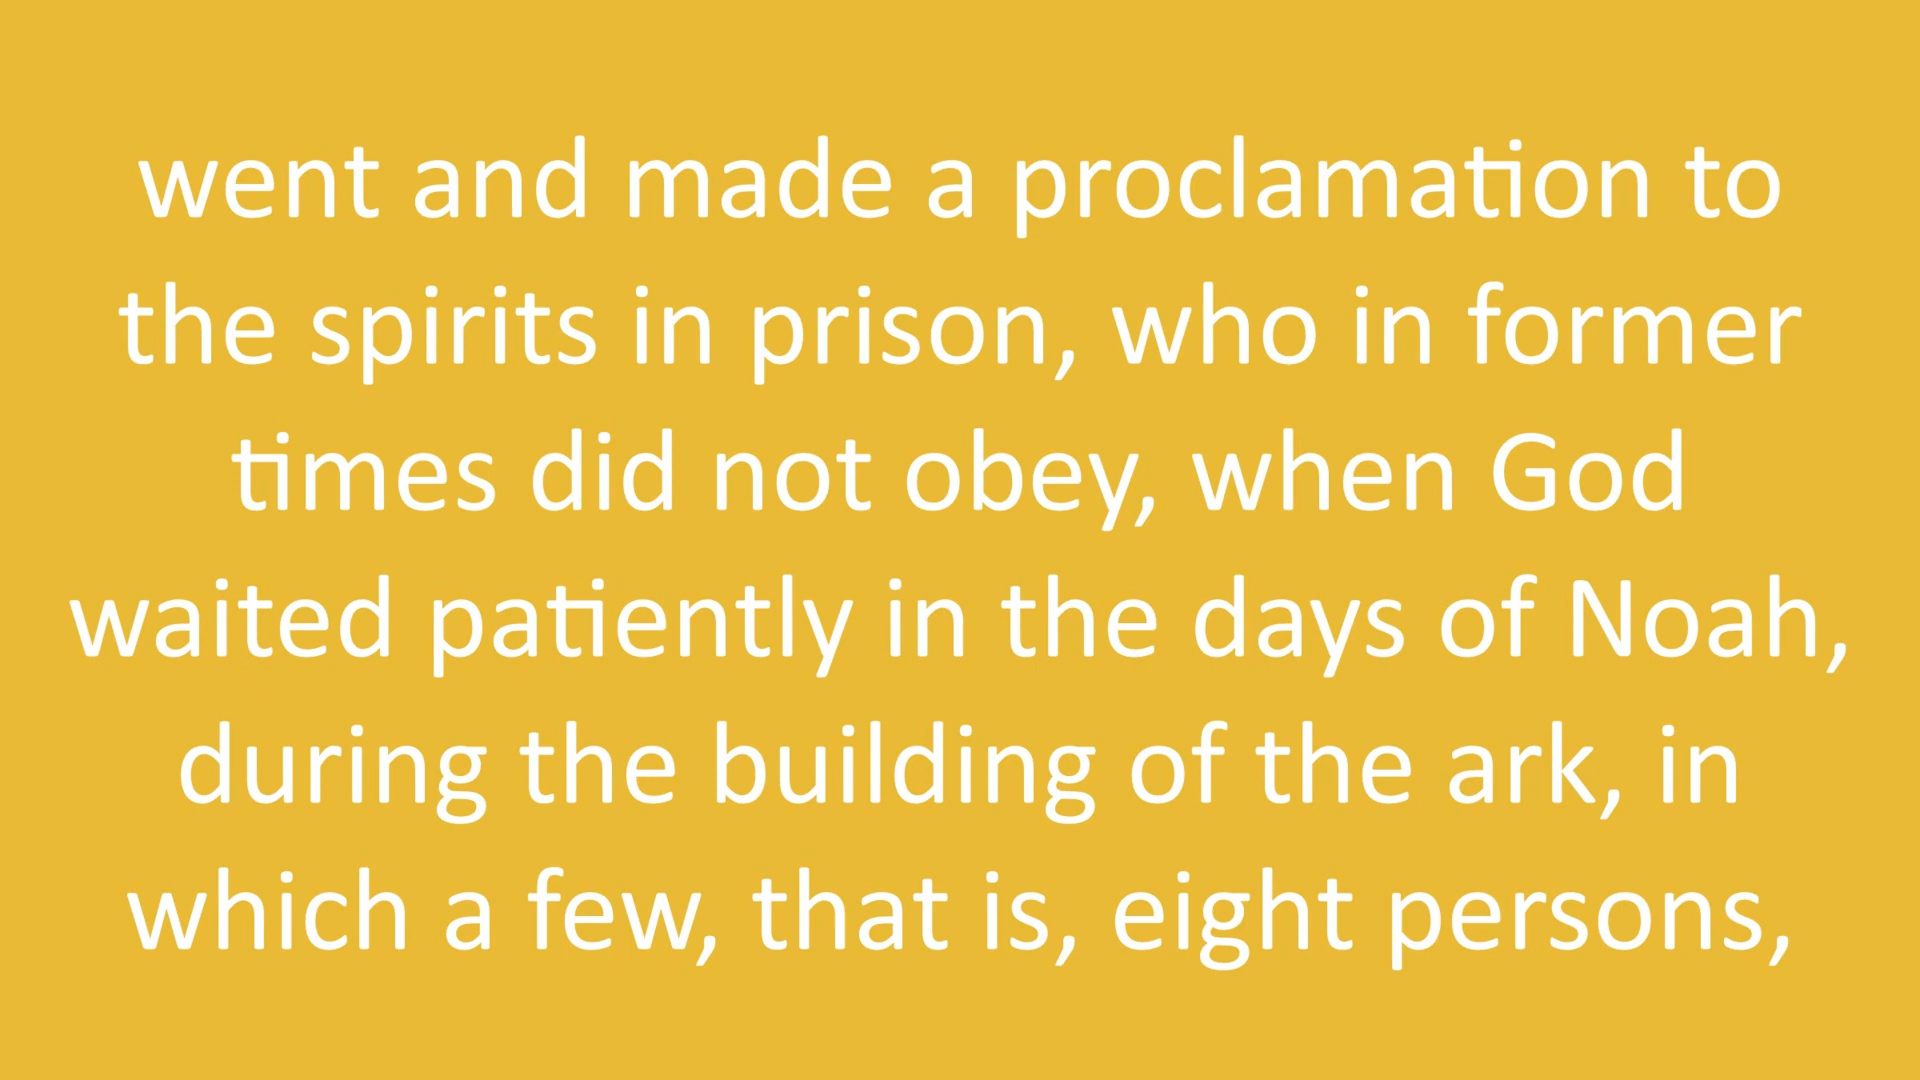 went and made a proclamation to
the spirits in prison, who in former
times did not obey, when God
waited patiently in the days of Noah,
during the building of the ark, in
which a few, that is, eight persons,